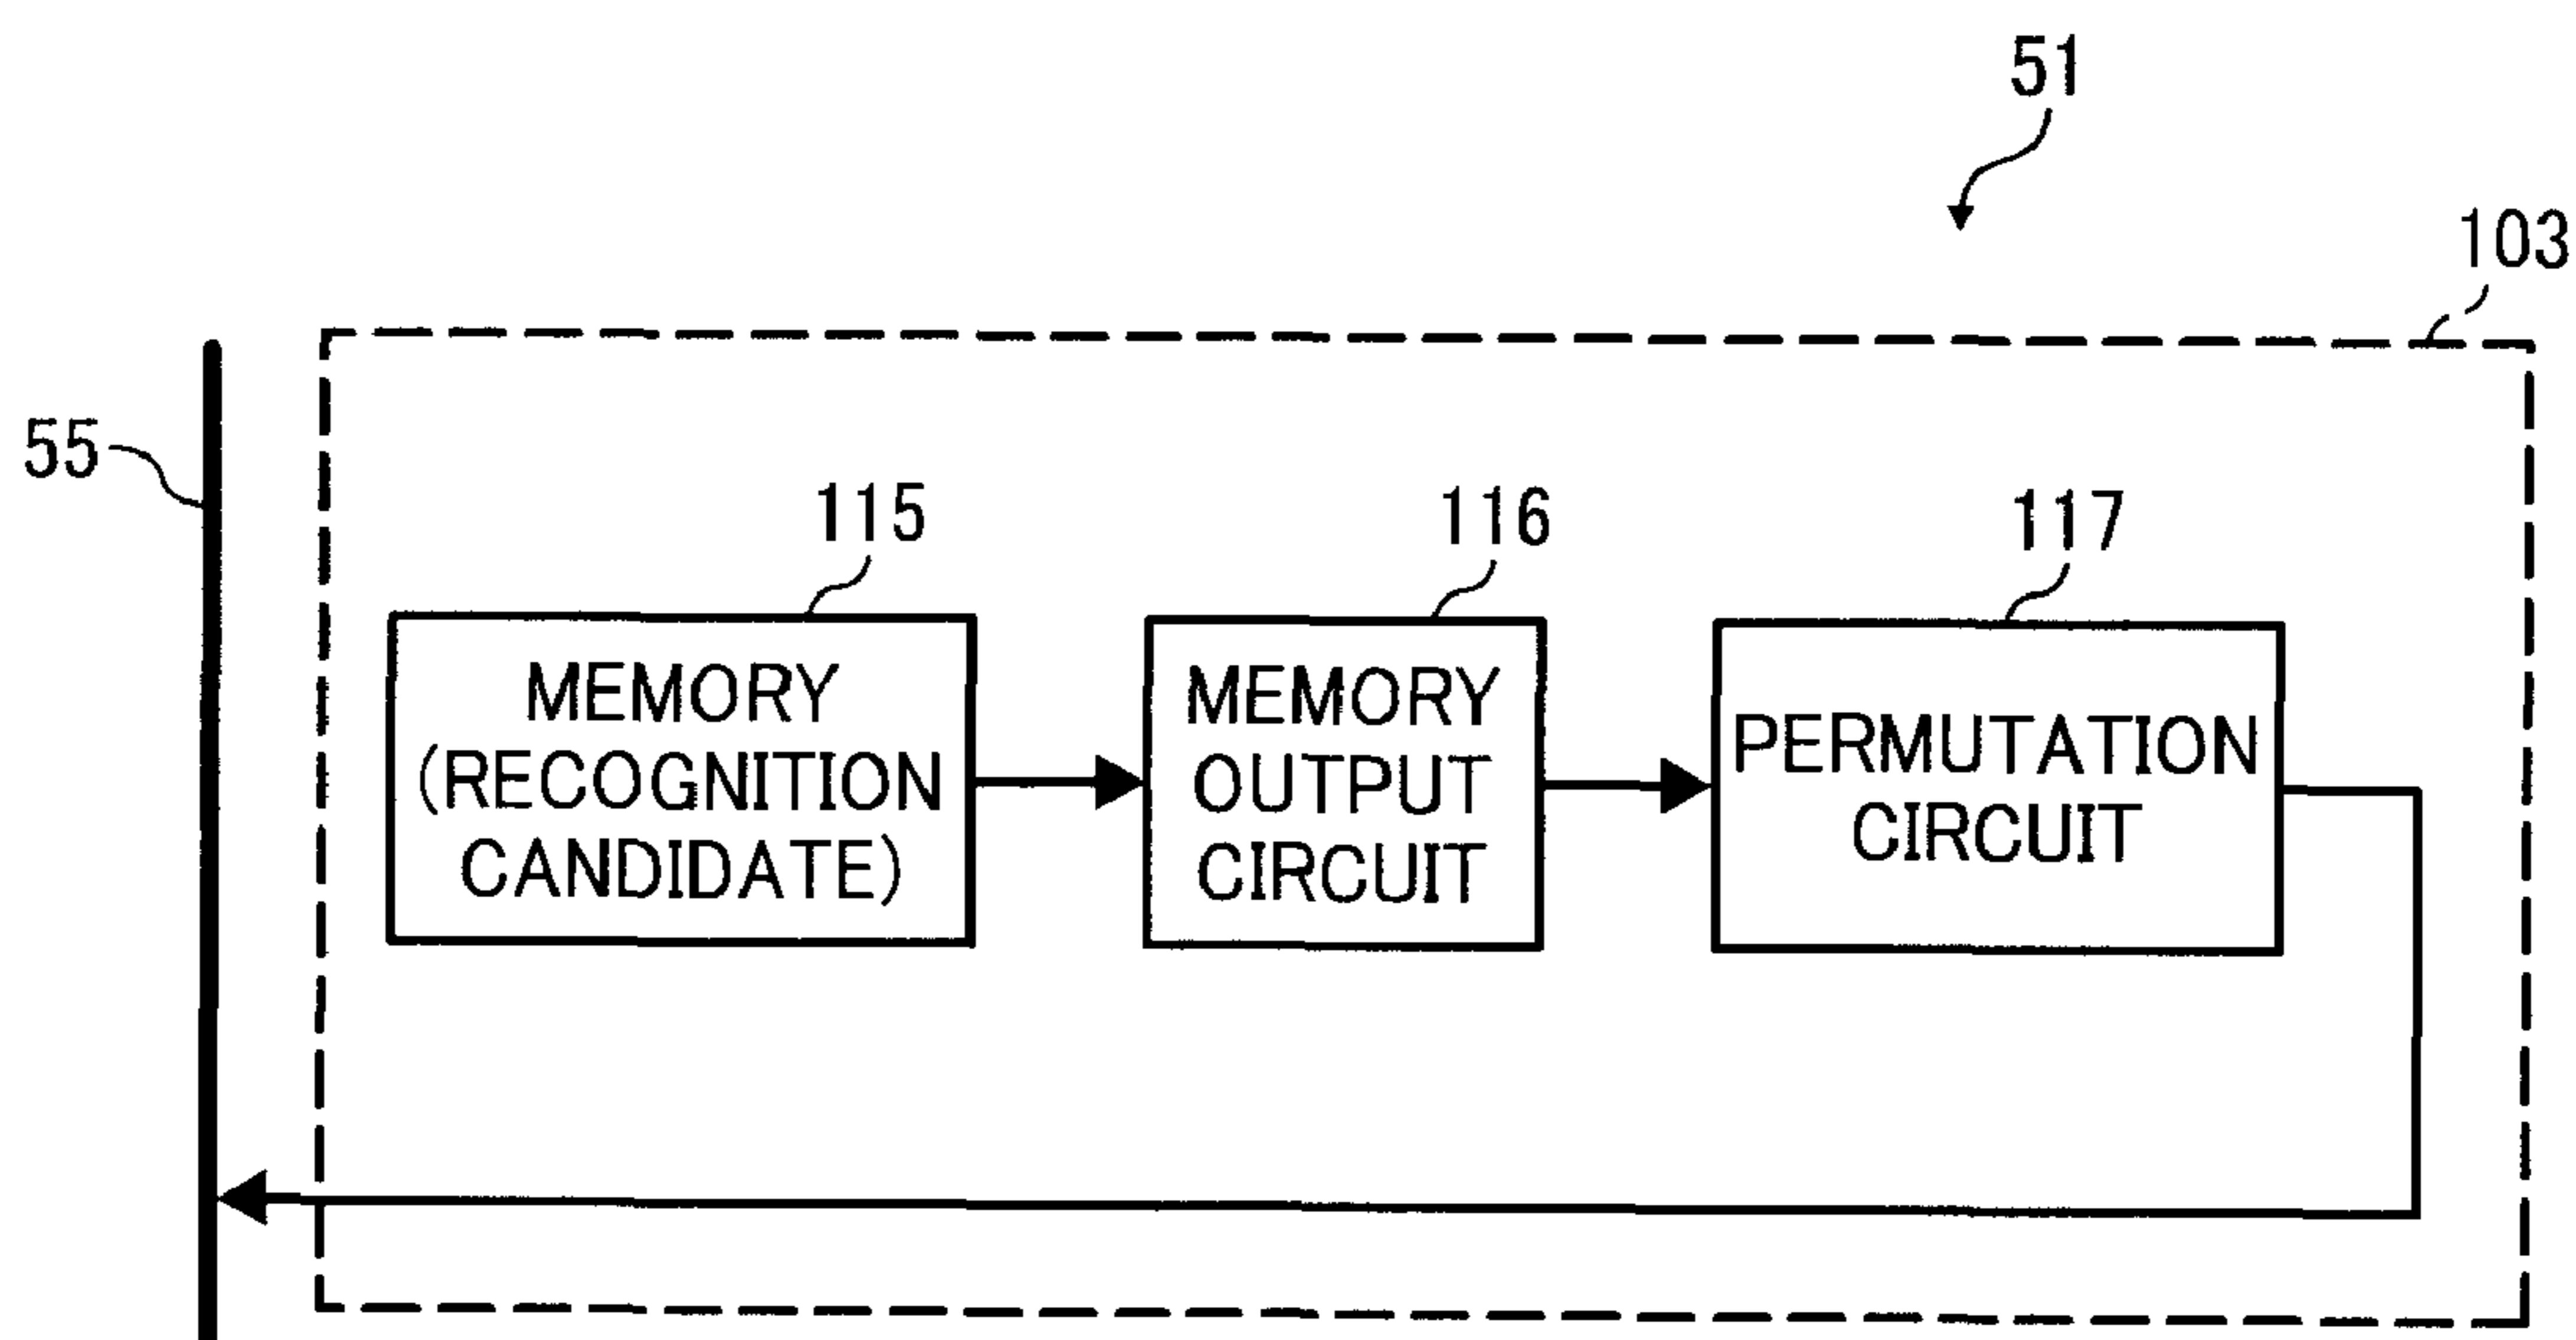 51
103
55
115
116
117
MEMORY
(RECOGNITION
CANDIDATE)
MEMORY
OUTPUT
CIRCUIT
PERMUTATION
CIRCUIT